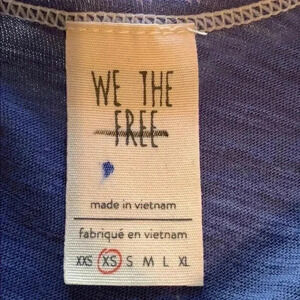 WE THE
FREE
made in vietnam
fabriqué en vietnam
XXS XS S M L XL